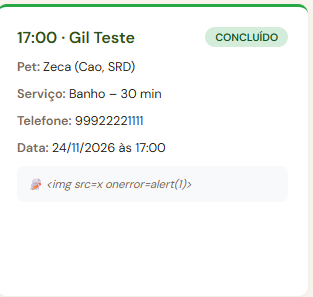 17:00 · Gil Teste
CONCLUÍDO
Pet: Zeca (Cao, SRD)
Serviço: Banho – 30 min
Telefone: 99922221111
Data: 24/11/2026 às 17:00
<img src=x onerror=alert(1)>